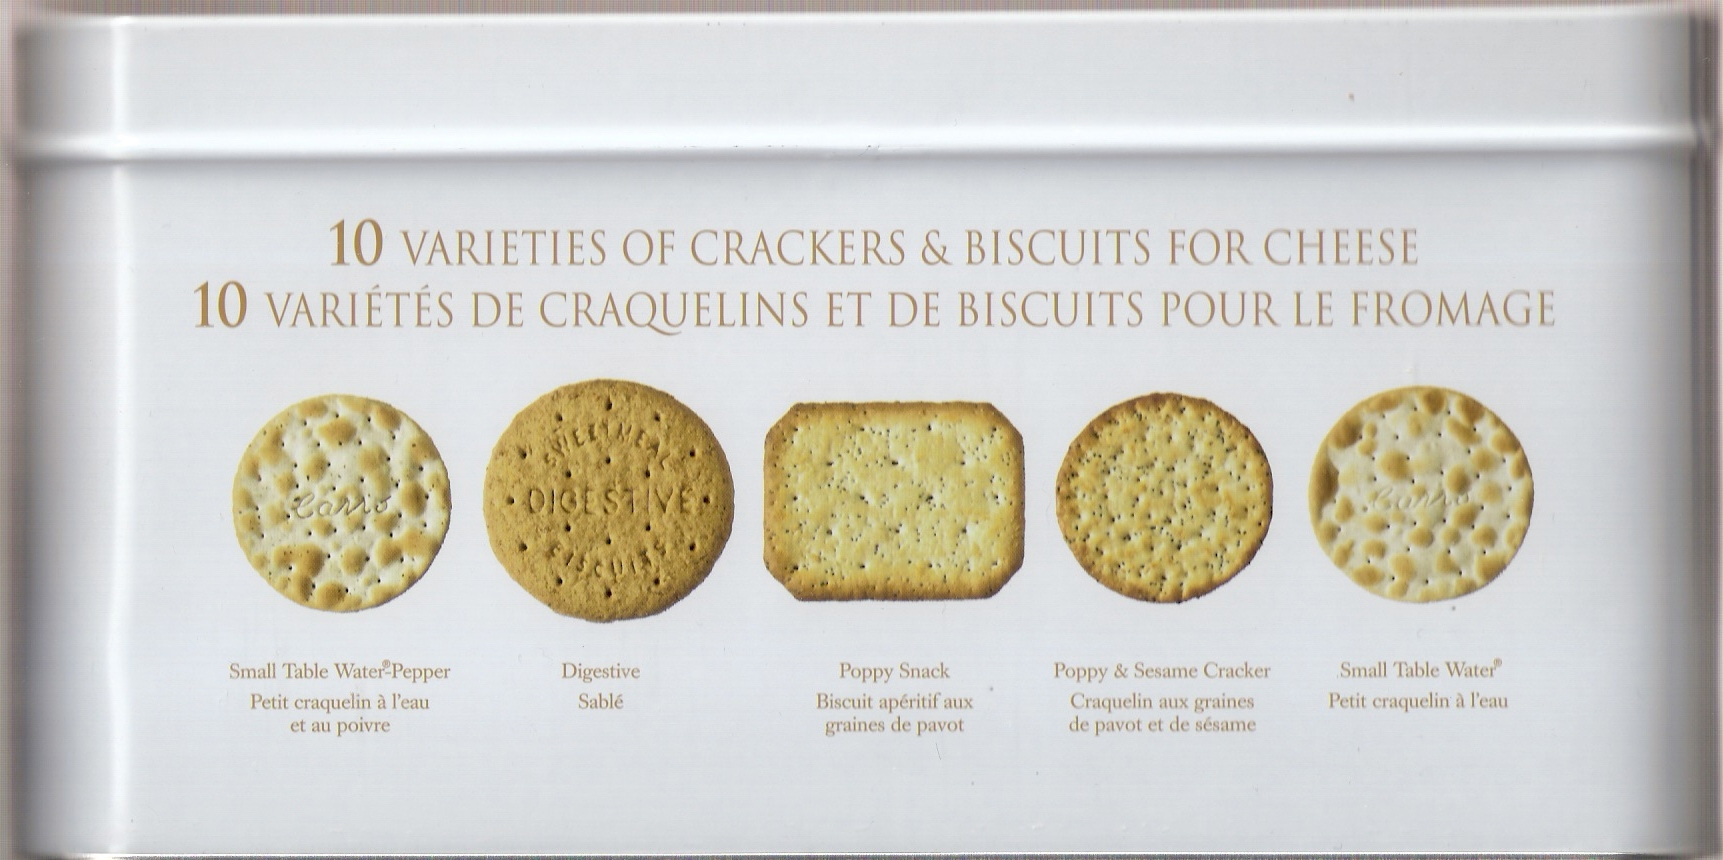 10 VARIETIES OF CRACKERS & BISCUITS FOR CHEESE
10 VARIÉTÉS DE CRAQUELINS ET DE BISCUITS POUR LE FROMAGE
Carr's
SWEETMEAL
DIGESTIVE
BISCUITS
Carr's
Small Table Water®-Pepper
Petit craquelin à l'eau
et au poivre
Digestive
Sablé
Poppy Snack
Biscuit apéritif aux
graines de pavot
Poppy & Sesame Cracker
Craquelin aux graines
de pavot et de sésame
Small Table Water®
Petit craquelin à l'eau